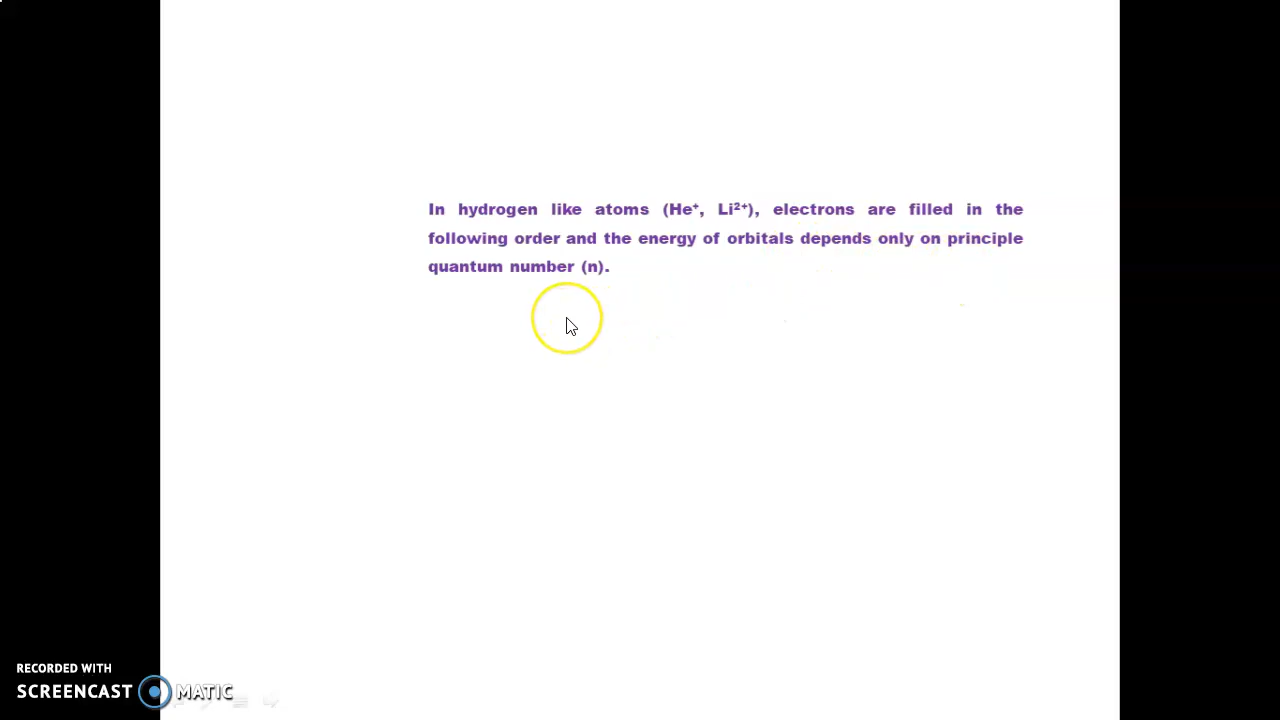 In hydrogen like atoms (He⁺, Li²⁺), electrons are filled in the
following order and the energy of orbitals depends only on principle
quantum number (n).
RECORDED WITH
SCREENCAST MATIC